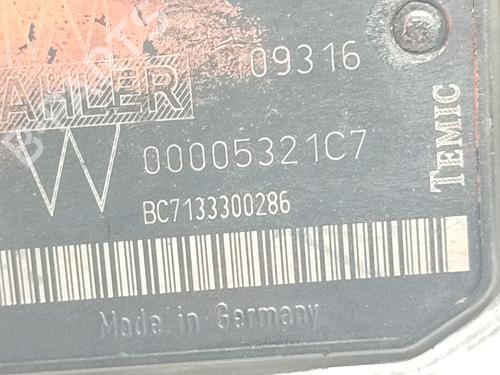 09316
AHLER
W
00005321C7
BC7133300286
TEMIC
Made in Germany